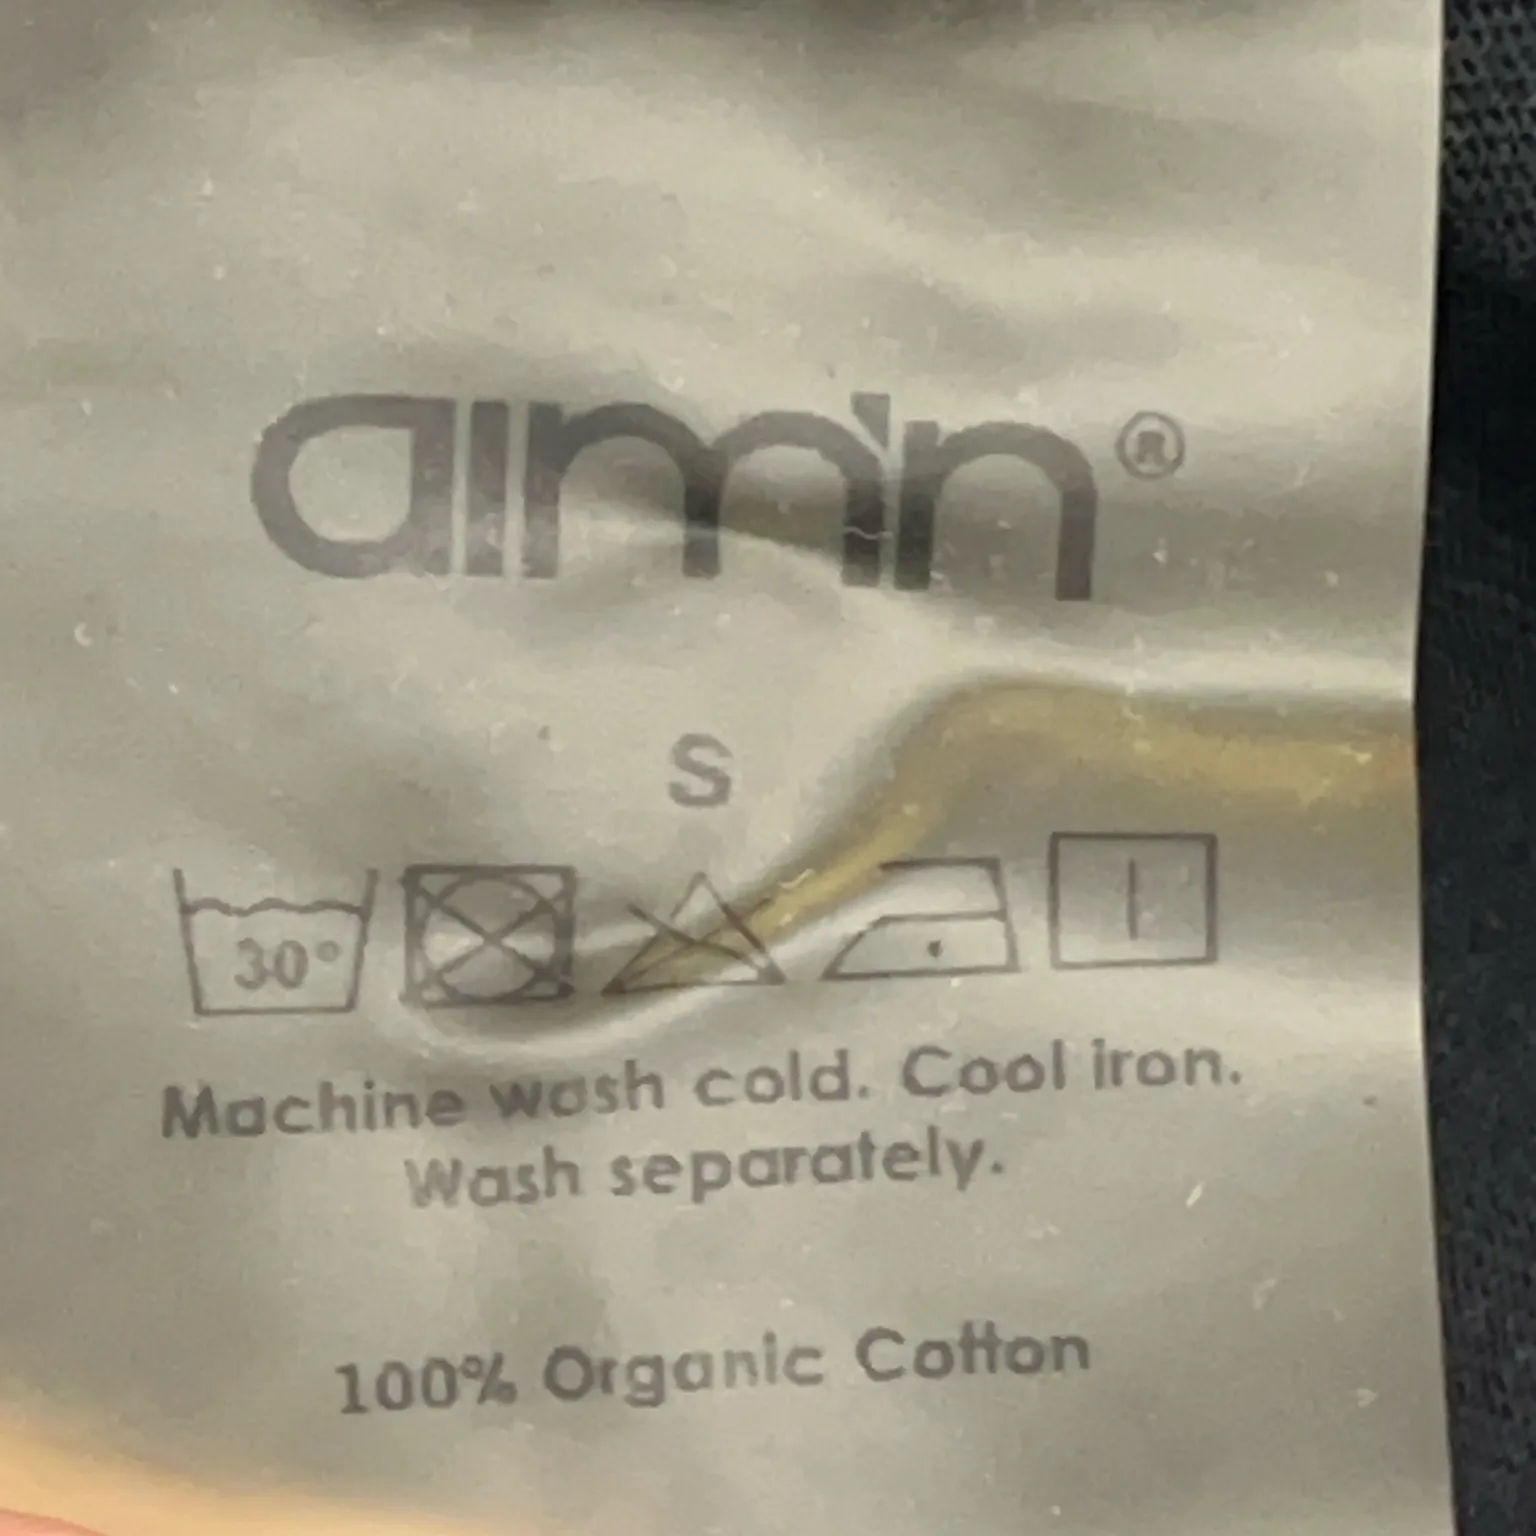 aim'n®
S
30°
Machine wash cold. Cool iron.
Wash separately.
100% Organic Cotton